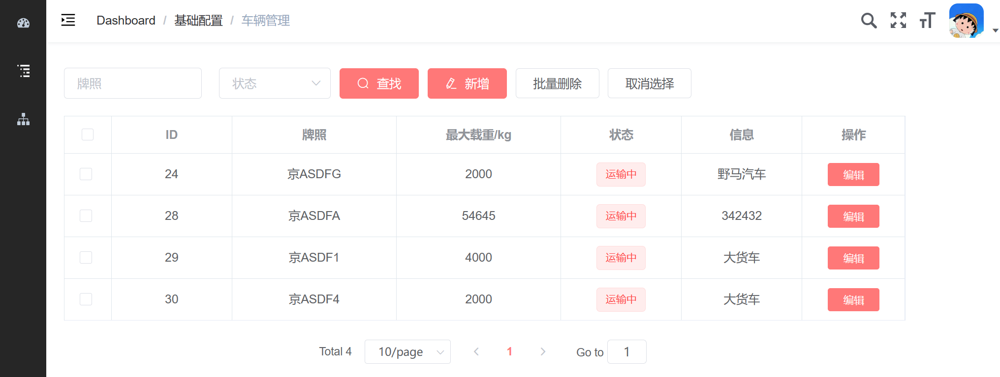 Dashboard / 基础配置 / 车辆管理
牌照 状态 查找 新增 批量删除 取消选择
ID 牌照 最大载重/kg 状态 信息 操作
24 京ASDFG 2000 运输中 野马汽车 编辑
28 京ASDFA 54645 运输中 342432 编辑
29 京ASDF1 4000 运输中 大货车 编辑
30 京ASDF4 2000 运输中 大货车 编辑
Total 4 10/page 1 Go to 1